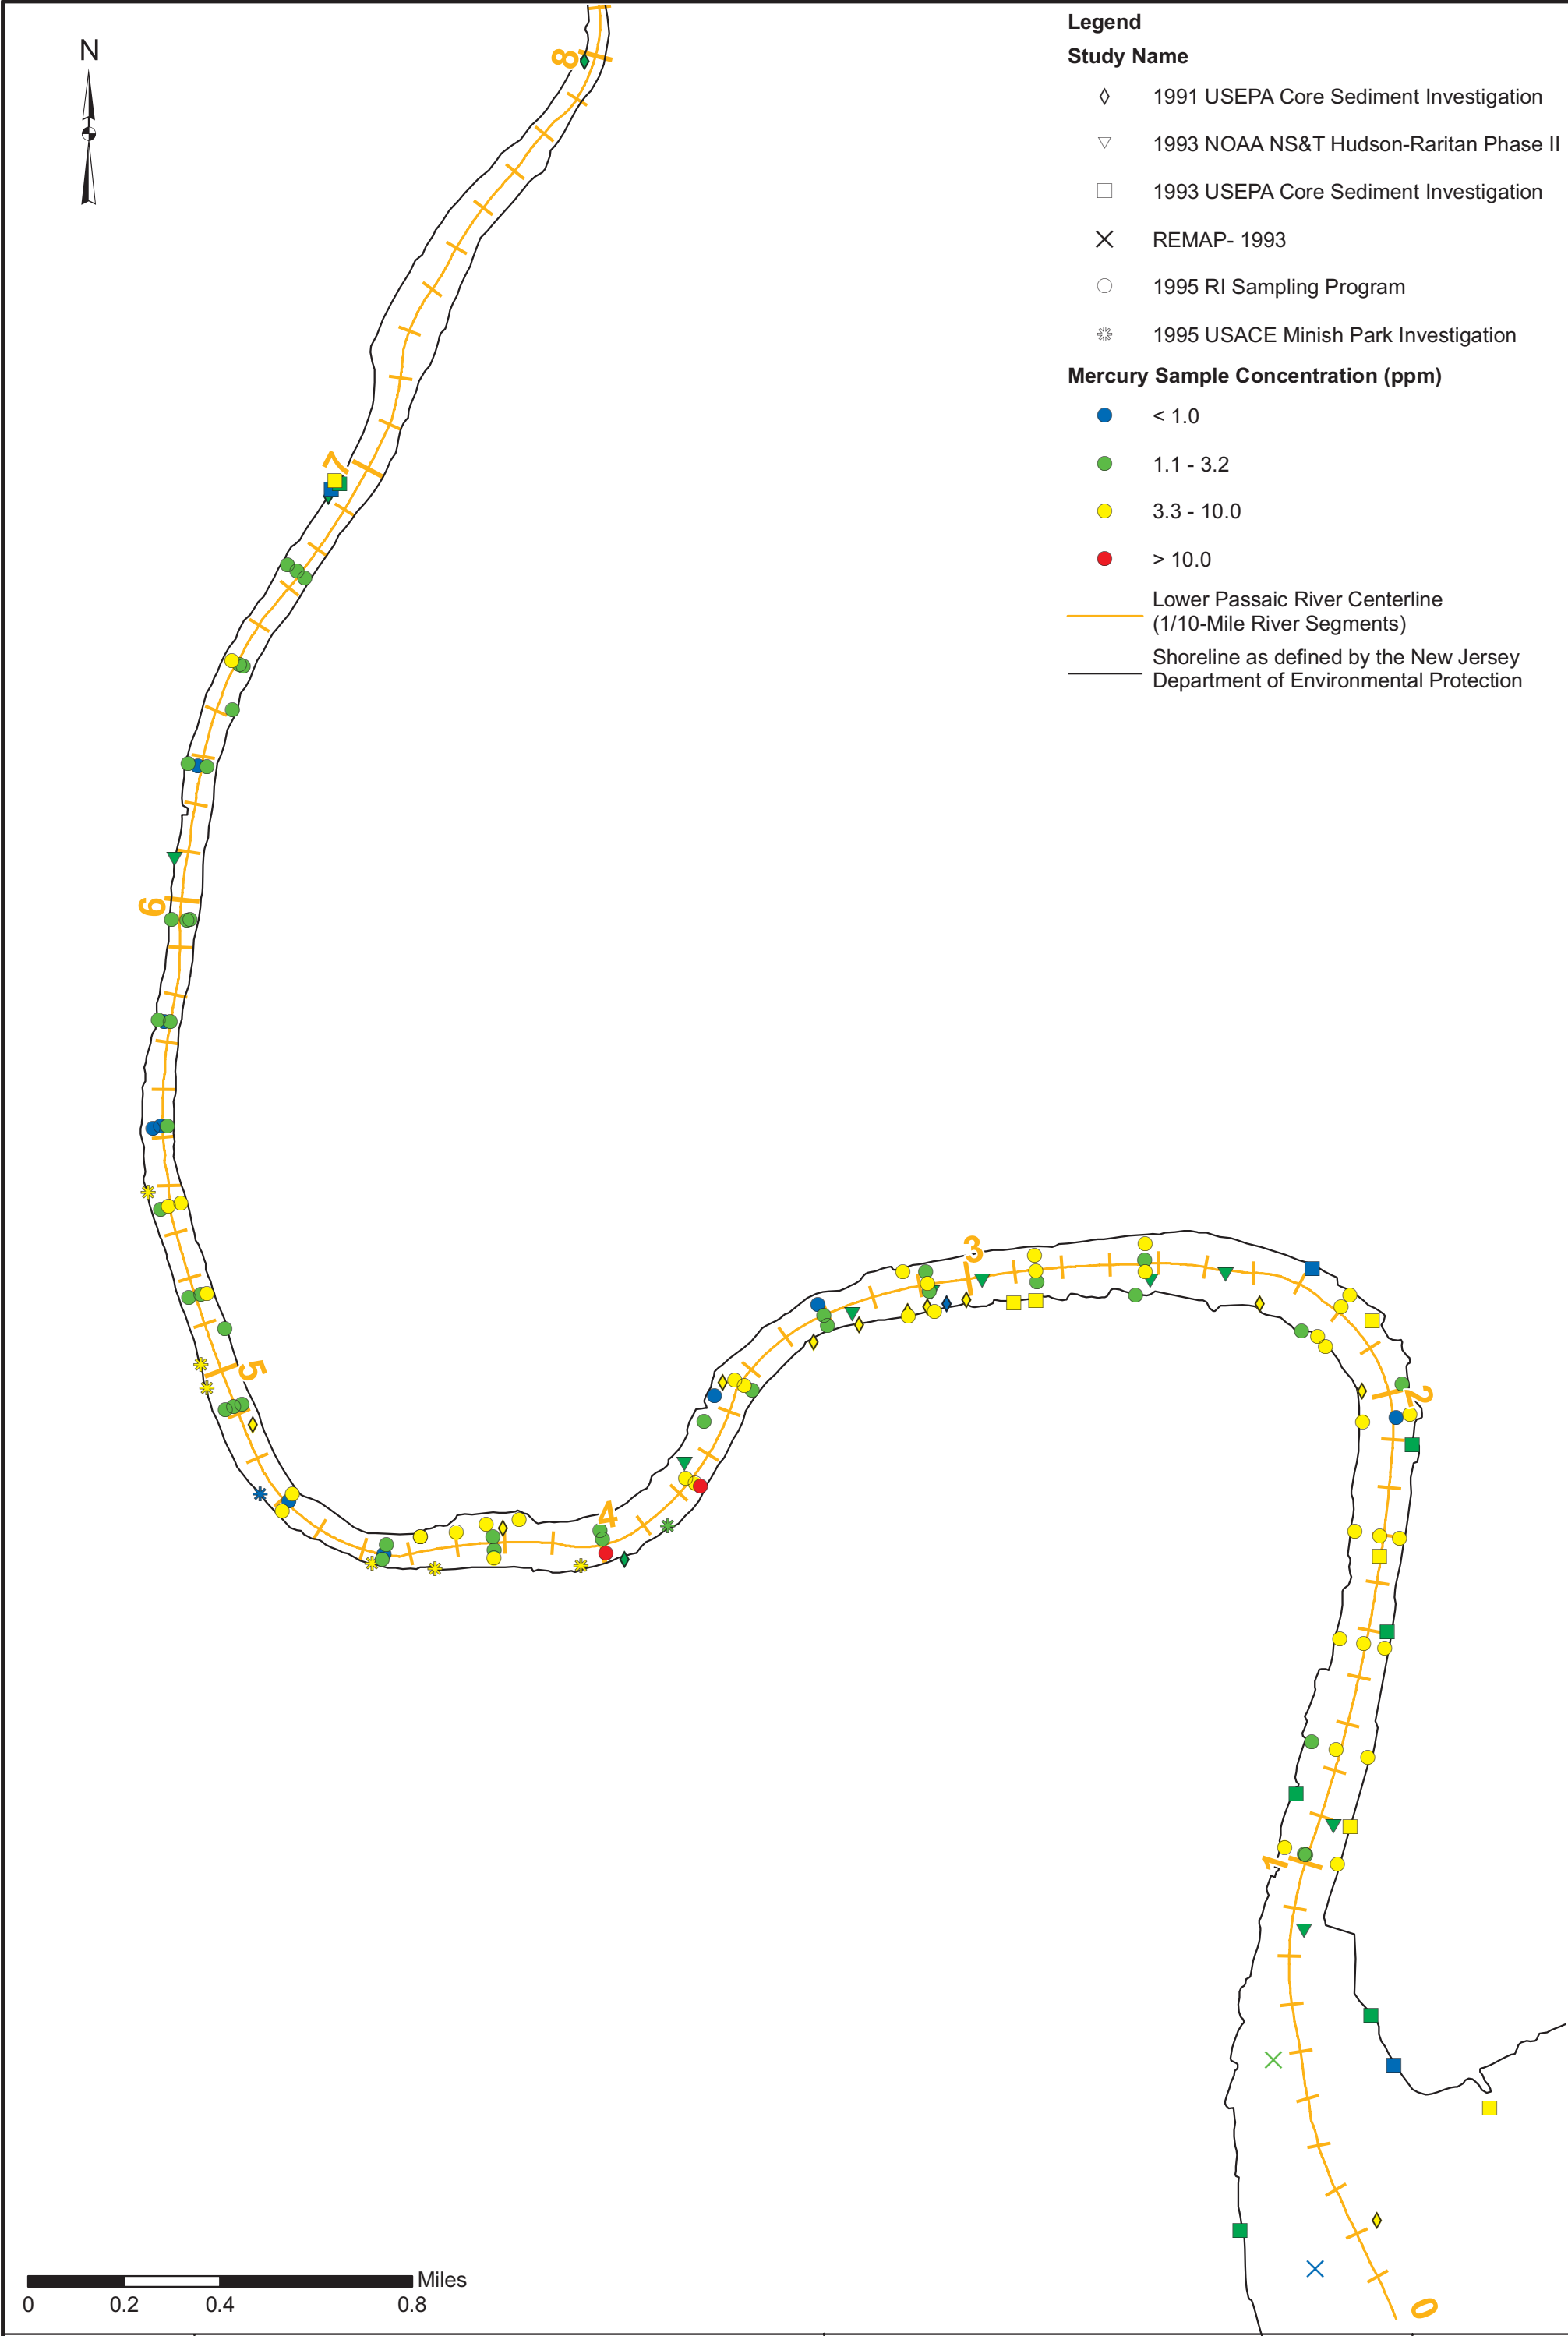 Legend
Study Name
N
1991 USEPA Core Sediment Investigation
1993 NOAA NS&T Hudson-Raritan Phase II
1993 USEPA Core Sediment Investigation
REMAP- 1993
1995 RI Sampling Program
1995 USACE Minish Park Investigation
Mercury Sample Concentration (ppm)
< 1.0
1.1 - 3.2
3.3 - 10.0
> 10.0
Lower Passaic River Centerline
(1/10-Mile River Segments)
Shoreline as defined by the New Jersey
Department of Environmental Protection
8
7
6
5
4
3
2
1
0
Miles
0 0.2 0.4 0.8